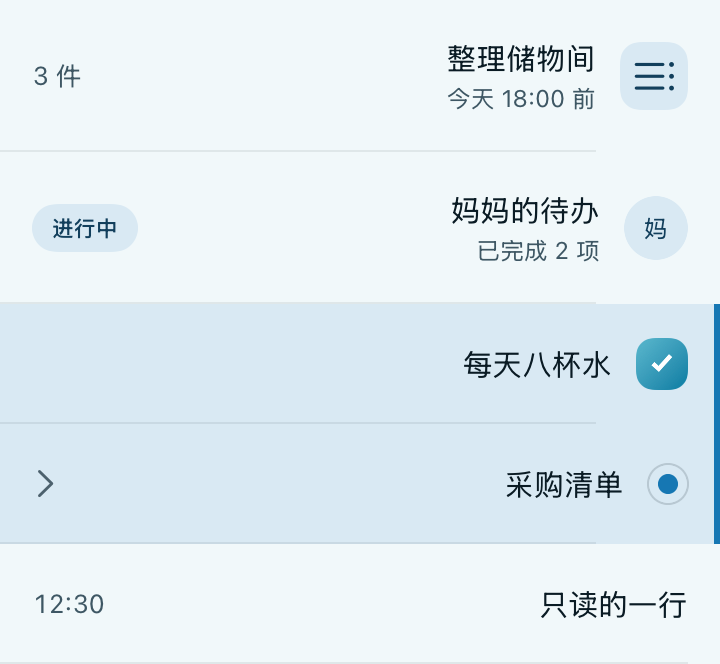 整理储物间
今天 18:00 前
3 件
妈
妈妈的待办
已完成 2 项
进行中
每天八杯水
采购清单
只读的一行
12:30